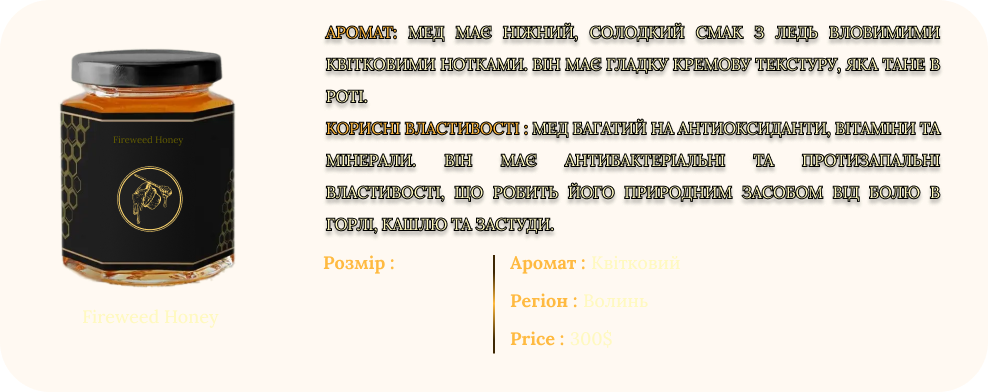 АРОМАТ: МЕД МАЄ НІЖНИЙ, СОЛОДКИЙ СМАК З ЛЕДЬ ВЛОВИМИМИ
КВІТКОВИМИ НОТКАМИ. ВІН МАЄ ГЛАДКУ КРЕМОВУ ТЕКСТУРУ, ЯКА ТАНЕ В
РОТІ.
КОРИСНІ ВЛАСТИВОСТІ : МЕД БАГАТИЙ НА АНТИОКСИДАНТИ, ВІТАМІНИ ТА
МІНЕРАЛИ. ВІН МАЄ АНТИБАКТЕРІАЛЬНІ ТА ПРОТИЗАПАЛЬНІ
ВЛАСТИВОСТІ, ЩО РОБИТЬ ЙОГО ПРИРОДНИМ ЗАСОБОМ ВІД БОЛЮ В
ГОРЛІ, КАШЛЮ ТА ЗАСТУДИ.
Fireweed Honey
Fireweed Honey
Розмір :
Аромат : Квітковий
Регіон : Волинь
Price : 300$